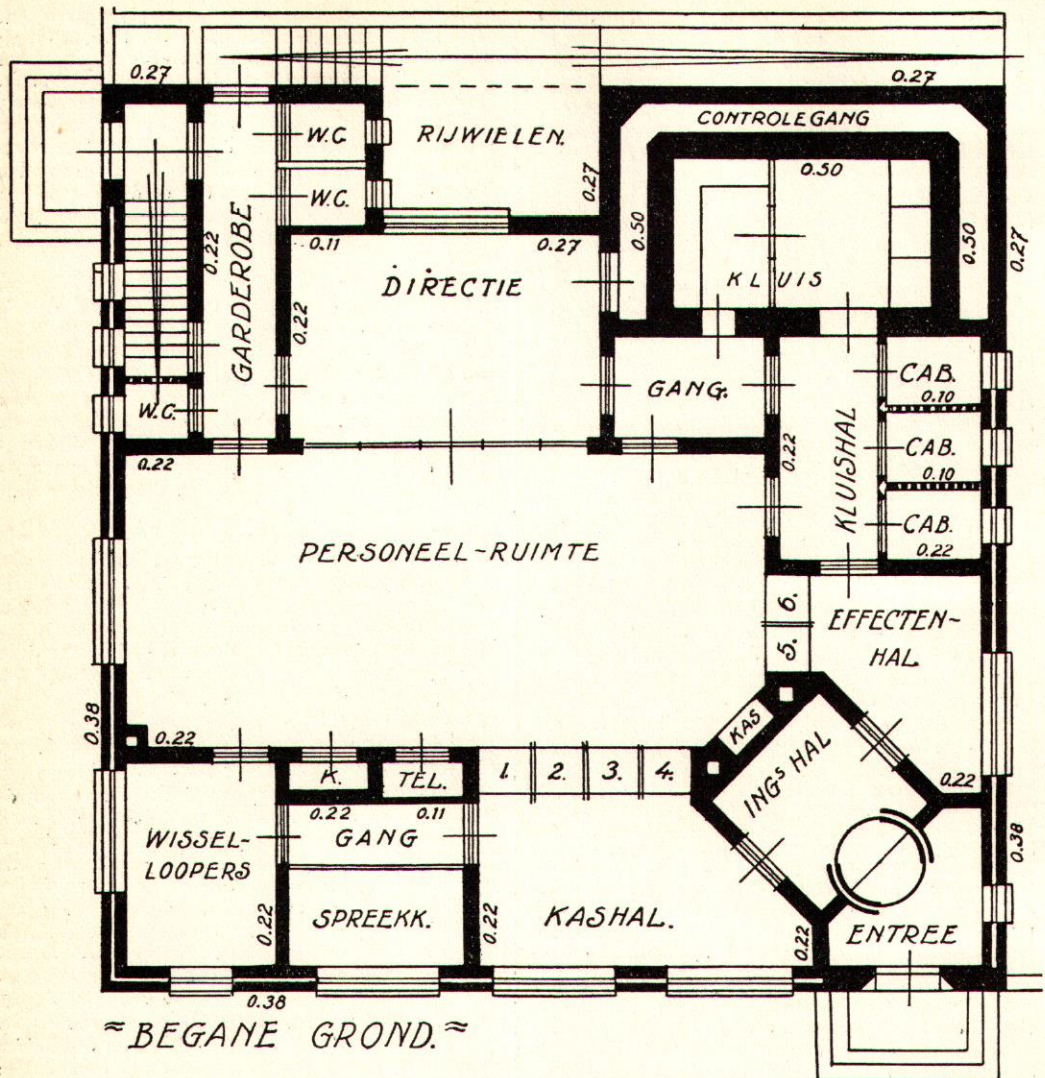 0.27
0.27
W.C.
RIJWIELEN.
CONTROLEGANG
W.C.
0.27
0.50
0.22
GARDEROBE
0.11
0.27
0.50
0.50
0.27
DIRECTIE
KLUIS
0.22
W.C.
GANG.
CAB.
0.10
0.22
0.22
KLUISHAL
CAB.
0.10
CAB.
0.22
PERSONEEL-RUIMTE
6.
5.
EFFECTEN-
HAL
0.38
0.22
KAS
K.
TEL.
1.
2.
3.
4.
INGS HAL
0.22
0.22
0.11
WISSEL-
LOOPERS
GANG
0.38
0.22
SPREEKK.
0.22
KASHAL.
0.22
ENTREE
0.38
≈BEGANE GROND.≈